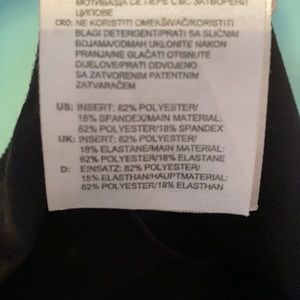 ЦИПОВЕ
CRO: NE KORISTITI OMEKŠIVAČ/KORISTITI
BLAGI DETERGENT/PRATI SA SLIČNIM
BOJAMA/ODMAH UKLONITE NAKON
PRANJA/NE GLAČATI OTISNUTE
DIJELOVE/PRATI ODVOJENO
SA ZATVORENIM PATENTNIM
ZATVARAČEM
US: INSERT: 82% POLYESTER/
18% SPANDEX/MAIN MATERIAL:
82% POLYESTER/18% SPANDEX
UK: INSERT: 82% POLYESTER/
18% ELASTANE/MAIN MATERIAL:
82% POLYESTER/18% ELASTANE
D: EINSATZ: 82% POLYESTER/
18% ELASTHAN/HAUPTMATERIAL:
82% POLYESTER/18% ELASTHAN